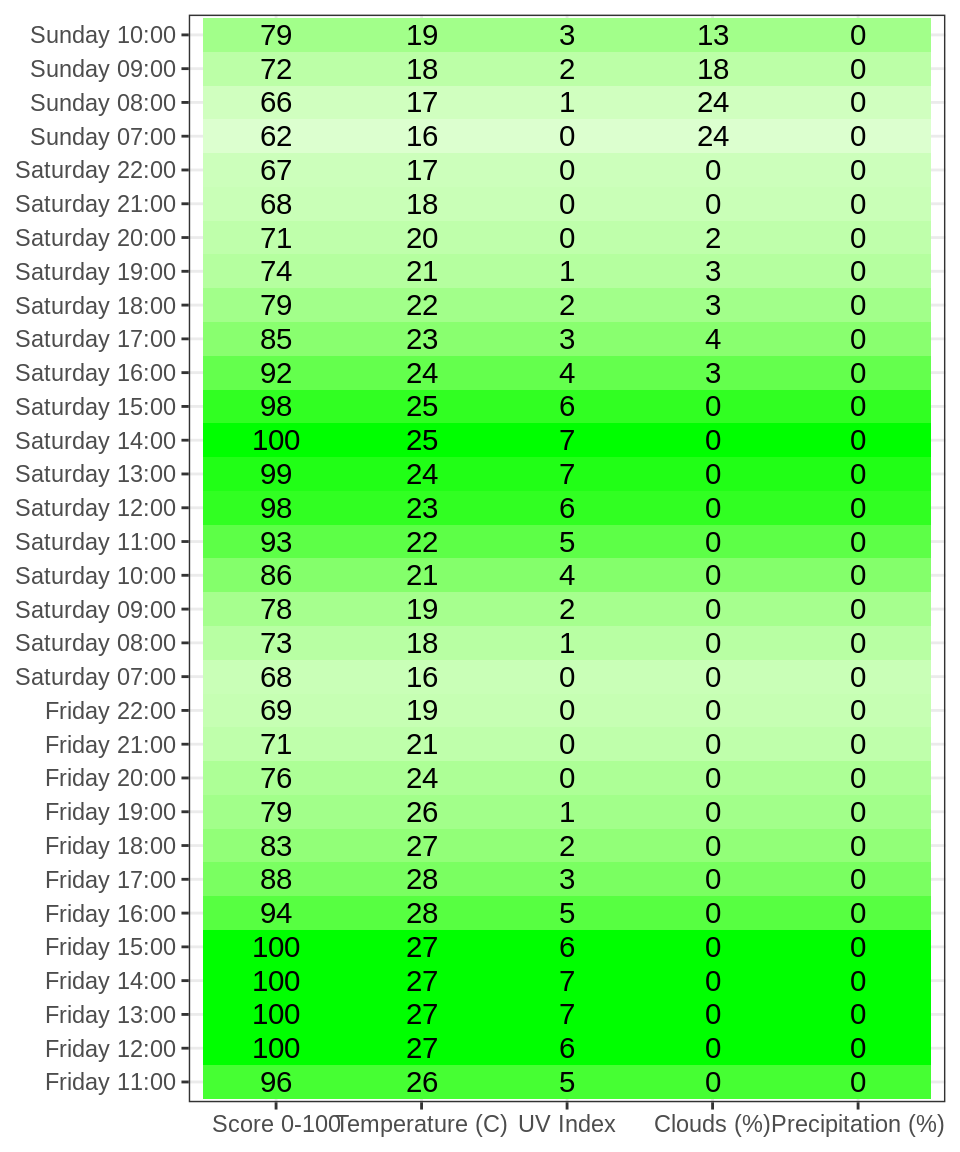 Sunday 10:00 79 19 3 13 0
Sunday 09:00 72 18 2 18 0
Sunday 08:00 66 17 1 24 0
Sunday 07:00 62 16 0 24 0
Saturday 22:00 67 17 0 0 0
Saturday 21:00 68 18 0 0 0
Saturday 20:00 71 20 0 2 0
Saturday 19:00 74 21 1 3 0
Saturday 18:00 79 22 2 3 0
Saturday 17:00 85 23 3 4 0
Saturday 16:00 92 24 4 3 0
Saturday 15:00 98 25 6 0 0
Saturday 14:00 100 25 7 0 0
Saturday 13:00 99 24 7 0 0
Saturday 12:00 98 23 6 0 0
Saturday 11:00 93 22 5 0 0
Saturday 10:00 86 21 4 0 0
Saturday 09:00 78 19 2 0 0
Saturday 08:00 73 18 1 0 0
Saturday 07:00 68 16 0 0 0
Friday 22:00 69 19 0 0 0
Friday 21:00 71 21 0 0 0
Friday 20:00 76 24 0 0 0
Friday 19:00 79 26 1 0 0
Friday 18:00 83 27 2 0 0
Friday 17:00 88 28 3 0 0
Friday 16:00 94 28 5 0 0
Friday 15:00 100 27 6 0 0
Friday 14:00 100 27 7 0 0
Friday 13:00 100 27 7 0 0
Friday 12:00 100 27 6 0 0
Friday 11:00 96 26 5 0 0
Score 0-100 Temperature (C) UV Index Clouds (%) Precipitation (%)